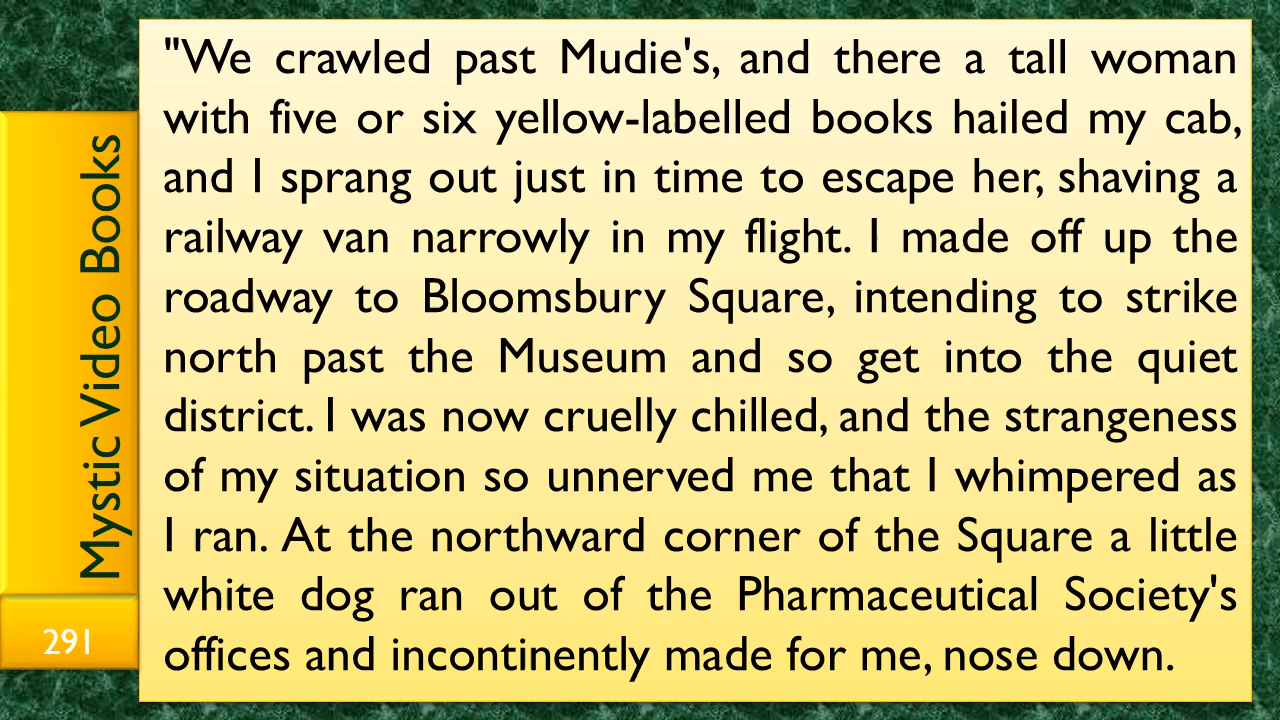 "We crawled past Mudie's, and there a tall woman
with five or six yellow-labelled books hailed my cab,
and I sprang out just in time to escape her, shaving a
railway van narrowly in my flight. I made off up the
roadway to Bloomsbury Square, intending to strike
north past the Museum and so get into the quiet
district. I was now cruelly chilled, and the strangeness
of my situation so unnerved me that I whimpered as
I ran. At the northward corner of the Square a little
white dog ran out of the Pharmaceutical Society's
offices and incontinently made for me, nose down.
Mystic Video Books
291